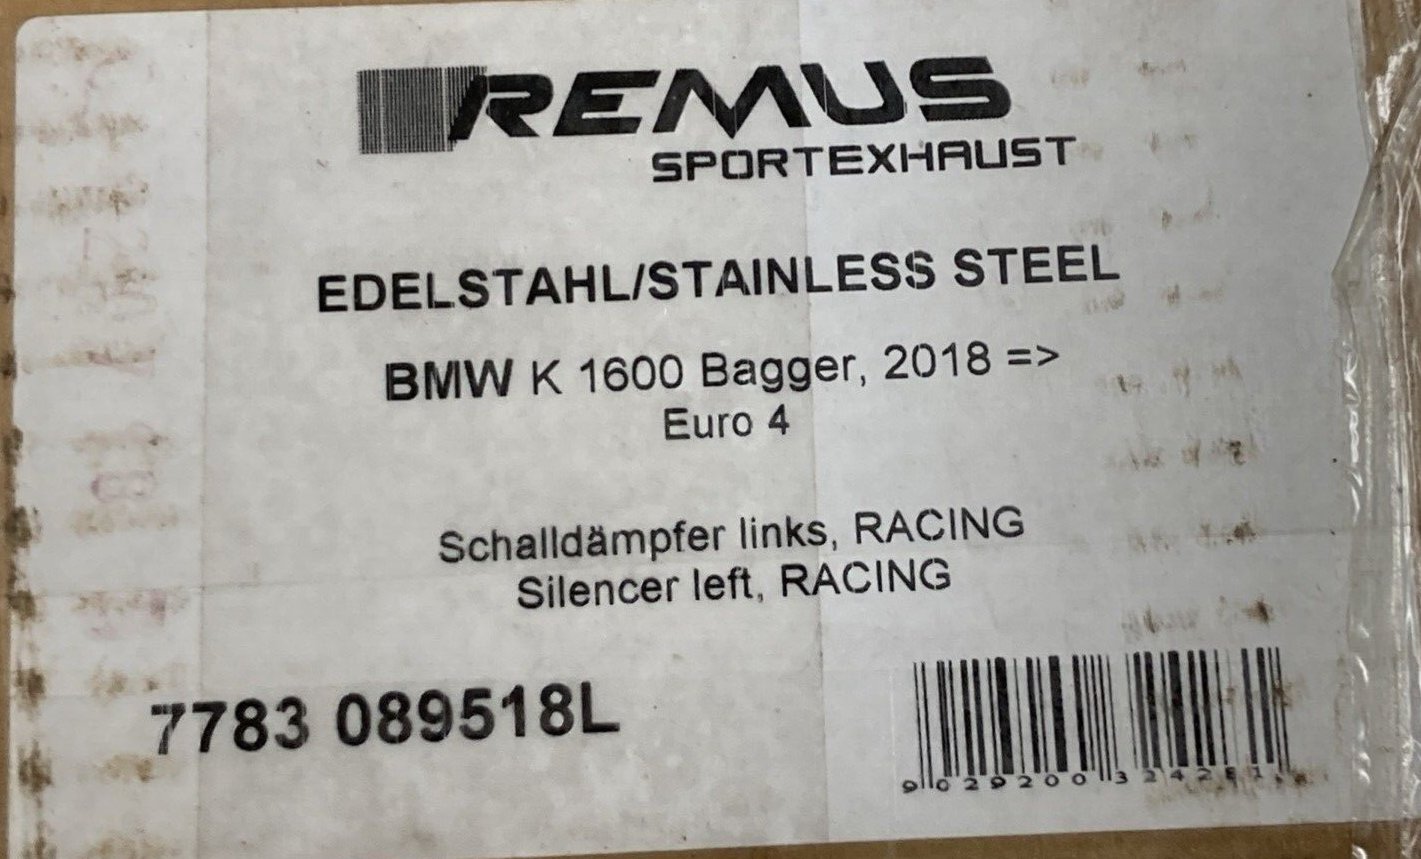 REMUS
SPORTEXHAUST
EDELSTAHL/STAINLESS STEEL
BMW K 1600 Bagger, 2018 =>
Euro 4
Schalldämpfer links, RACING
Silencer left, RACING
7783 089518L